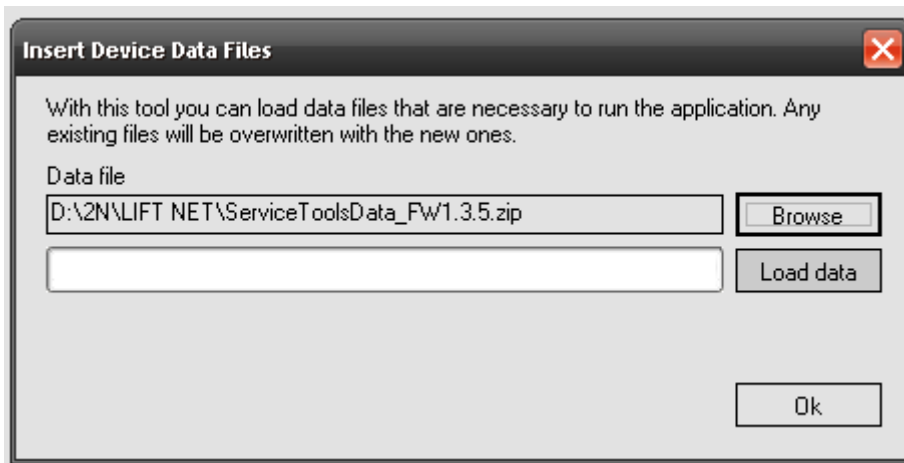 Insert Device Data Files
With this tool you can load data files that are necessary to run the application. Any
existing files will be overwritten with the new ones.
Data file
D:\2N\LIFT NET\ServiceToolsData_FW1.3.5.zip
Browse
Load data
Ok